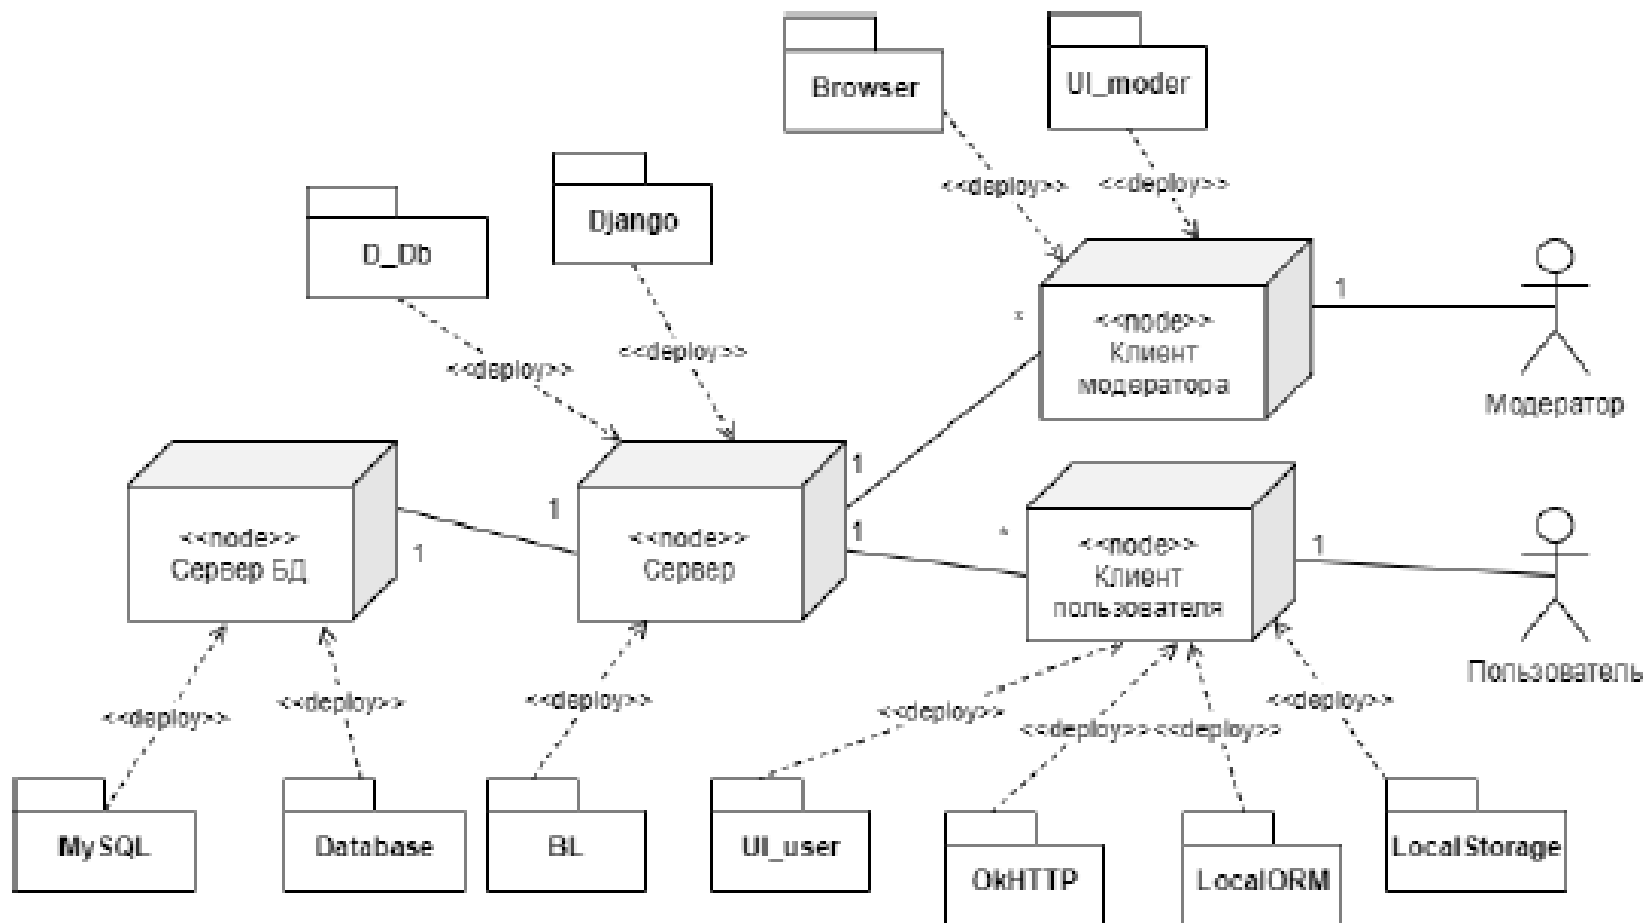 Browser
UI_moder
<<deploy>>
<<deploy>>
D_Db
Django
<<deploy>>
<<deploy>>
<<node>>
Клиент
модератора
*
1
Модератор
<<node>>
Сервер БД
1
1
<<node>>
Сервер
1
1
*
<<node>>
Клиент
пользователя
1
Пользователь
<<deploy>>
<<deploy>>
<<deploy>>
<<deploy>>
<<deploy>>
<<deploy>>
<<deploy>>
MySQL
Database
BL
UI_user
OkHTTP
LocalORM
LocalStorage